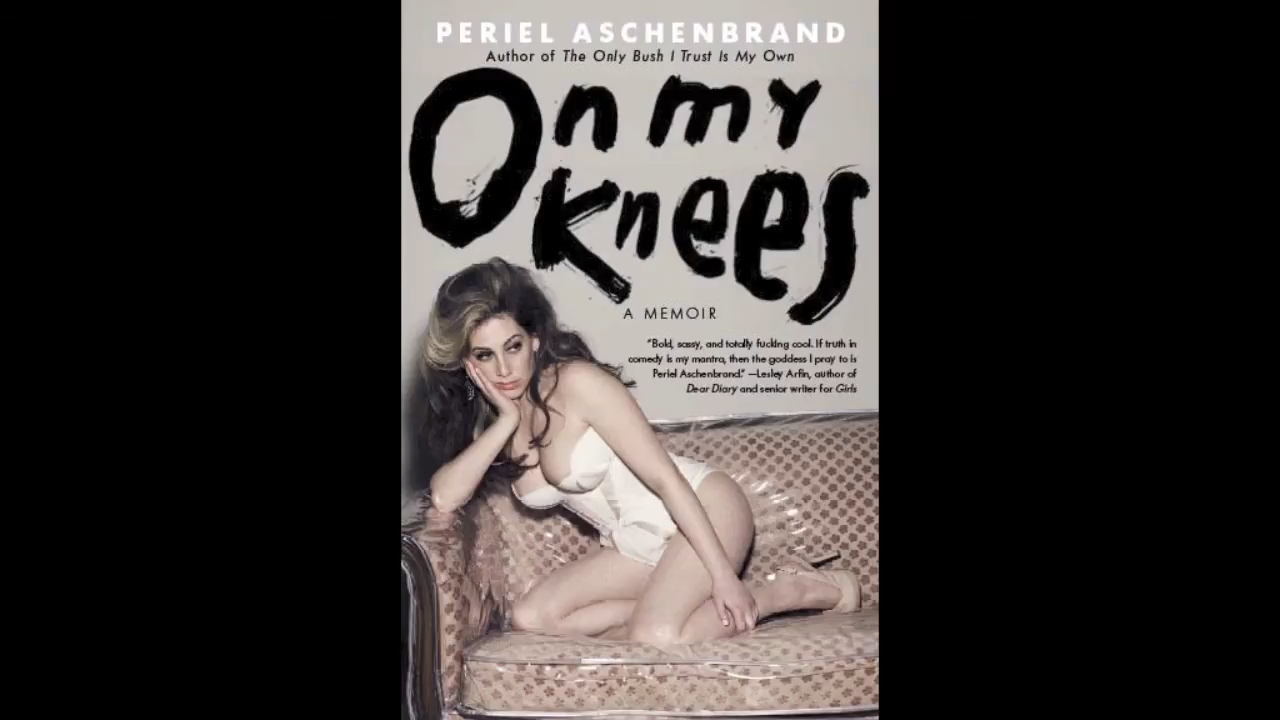 PERIEL ASCHENBRAND
Author of The Only Bush I Trust Is My Own
On my
Knees
A MEMOIR
"Bold, sassy, and totally fucking cool. If truth in
comedy is my mantra, then the goddess I pray to is
Periel Aschenbrand." —Lesley Arfin, author of
Dear Diary and senior writer for Girls